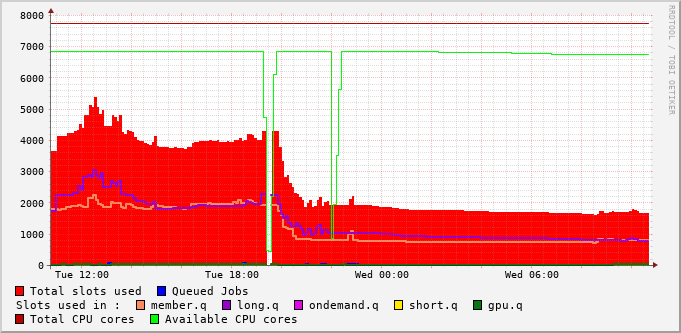 8000
7000
6000
5000
4000
3000
2000
1000
0
Tue 12:00 Tue 18:00 Wed 00:00 Wed 06:00
Total slots used Queued Jobs
Slots used in : member.q long.q ondemand.q short.q gpu.q
Total CPU cores Available CPU cores
RRDTOOL / TOBI OETIKER